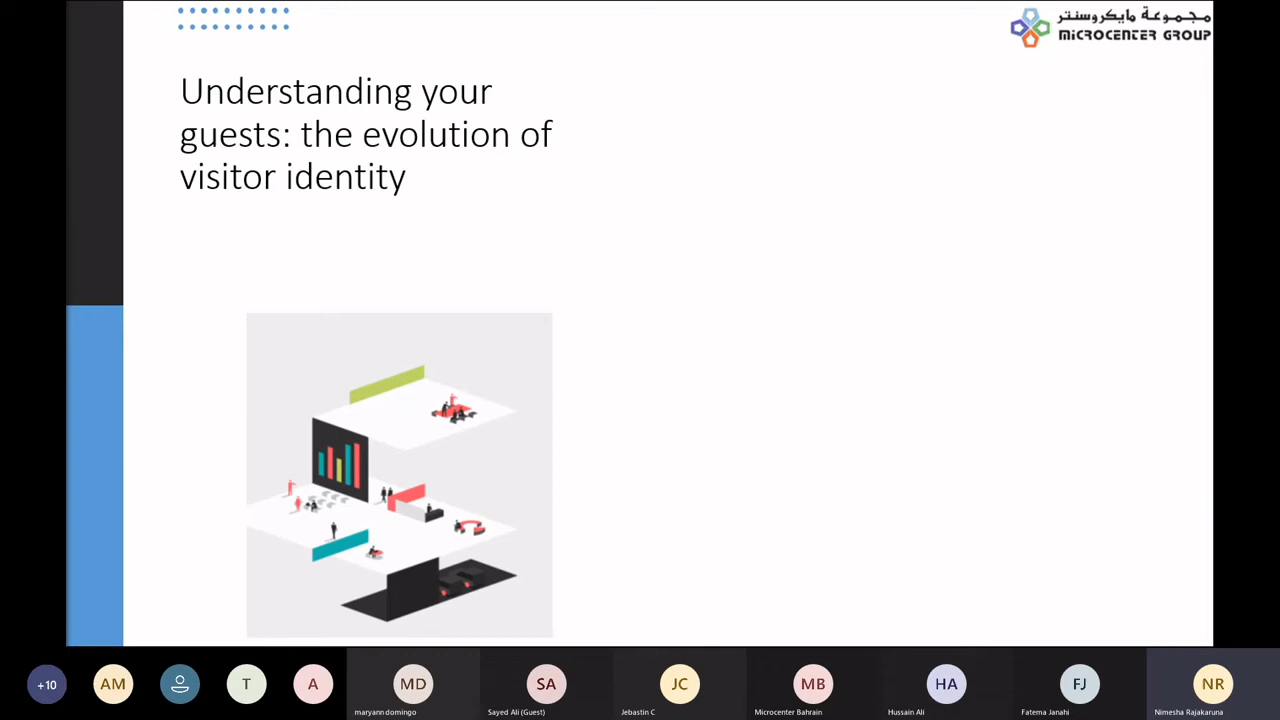 مجموعة مايكروسنتر
MICROCENTER GROUP
Understanding your
guests: the evolution of
visitor identity
+10
AM
T
A
MD
SA
JC
MB
HA
FJ
NR
maryann domingo
Sayed Ali (Guest)
Jebastin C
Microcenter Bahrain
Hussain Ali
Fatema Janahi
Nimesha Rajakaruna